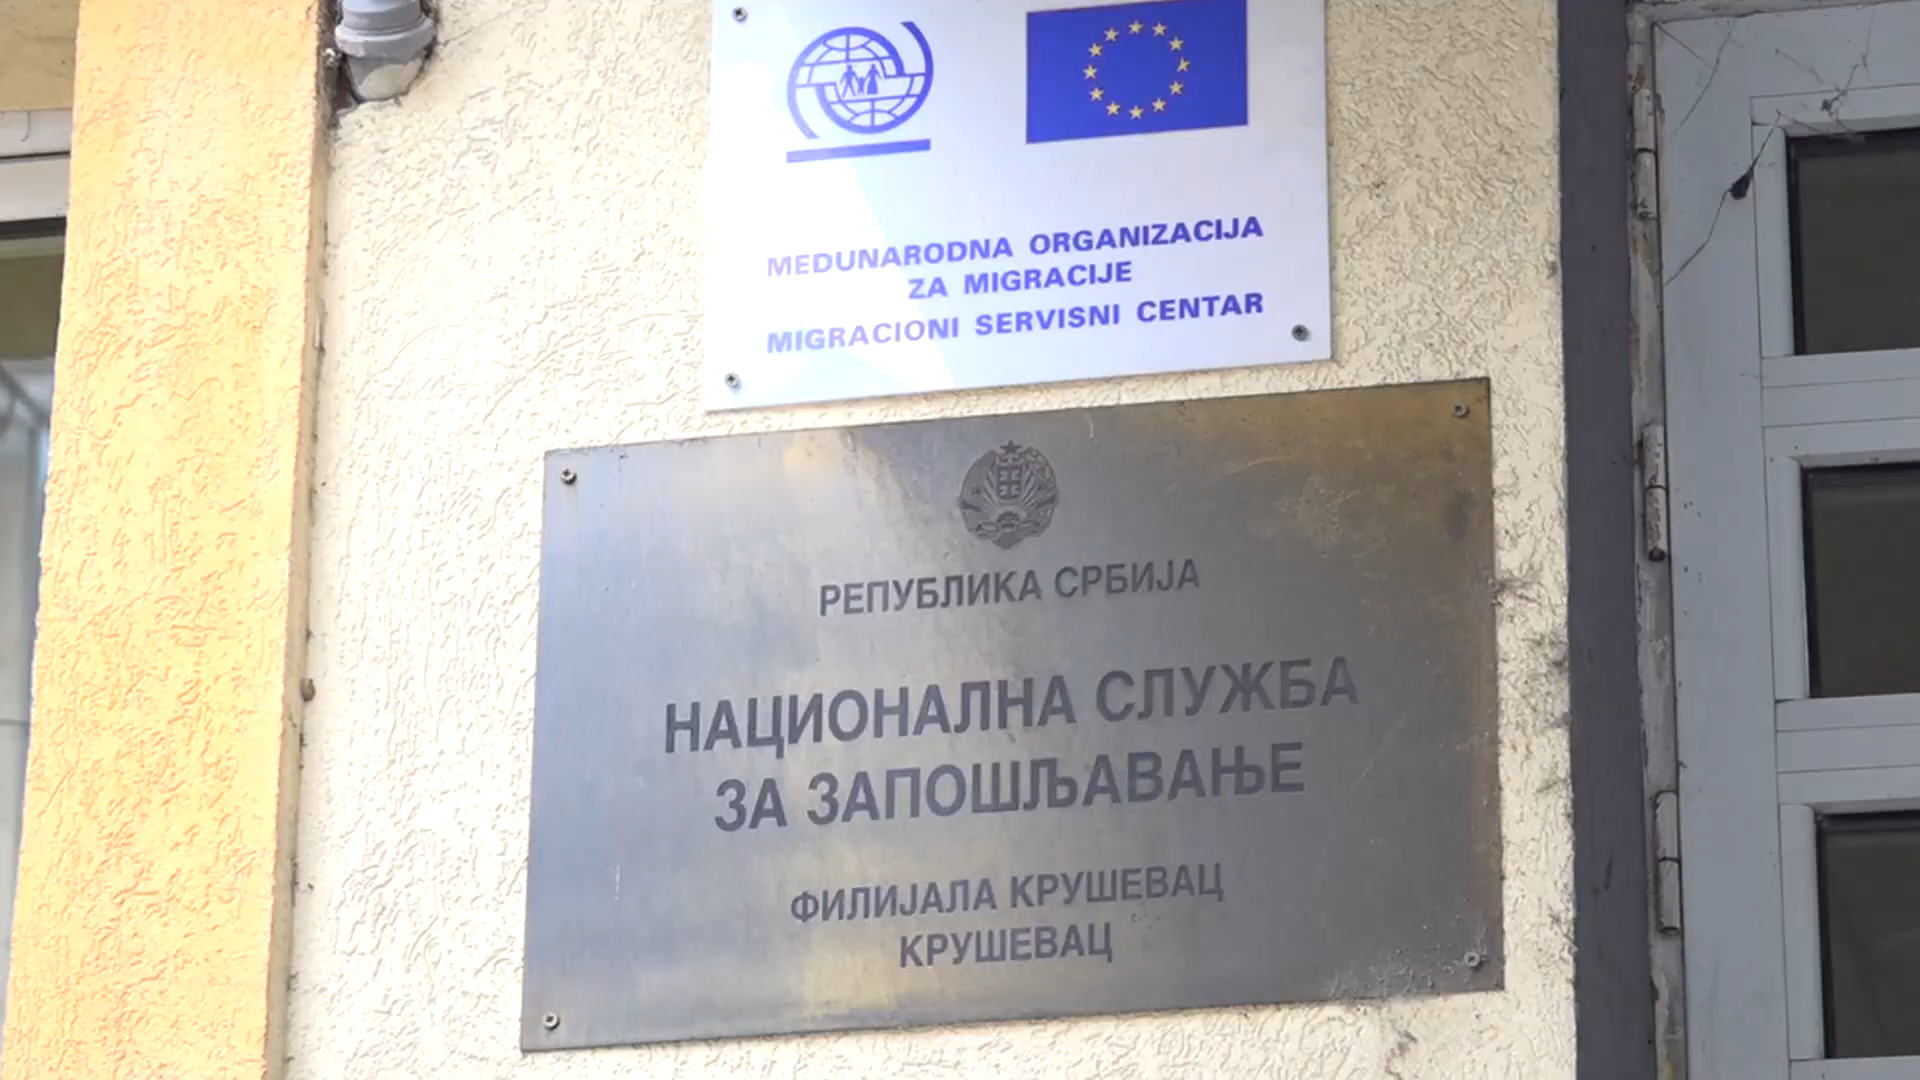 MEĐUNARODNA ORGANIZACIJA
ZA MIGRACIJE
MIGRACIONI SERVISNI CENTAR
РЕПУБЛИКА СРБИЈА
НАЦИОНАЛНА СЛУЖБА
ЗА ЗАПОШЉАВАЊЕ
ФИЛИЈАЛА КРУШЕВАЦ
КРУШЕВАЦ